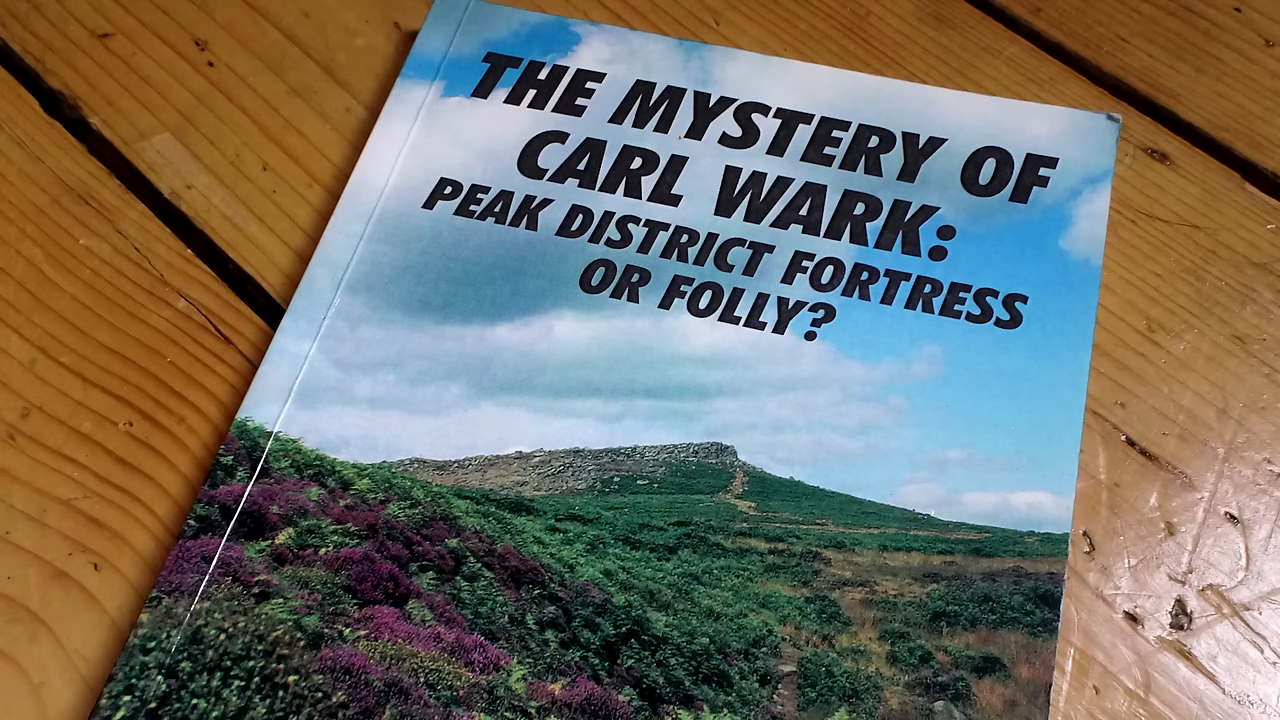 THE MYSTERY OF
CARL WARK:
PEAK DISTRICT FORTRESS
OR FOLLY?